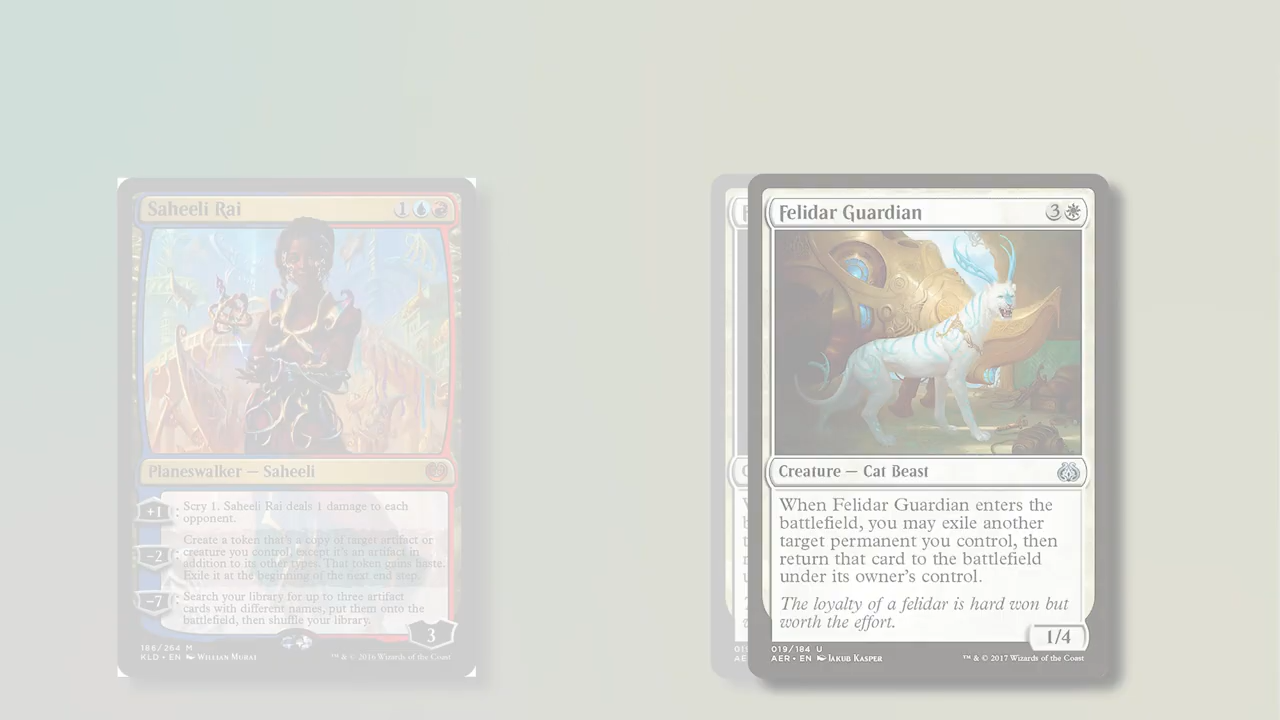 Saheeli Rai 1
Planeswalker — Saheeli
+1 : Scry 1. Saheeli Rai deals 1 damage to each
opponent.
-2 : Create a token that's a copy of target artifact or
creature you control, except it's an artifact in
addition to its other types. That token gains haste.
Exile it at the beginning of the next end step.
-7 : Search your library for up to three artifact
cards with different names, put them onto the
battlefield, then shuffle your library.
3
166/264 M
KLD • EN William Murai
™ & © 2016 Wizards of the Coast
F
Felidar Guardian 3
Creature — Cat Beast
When Felidar Guardian enters the
battlefield, you may exile another
target permanent you control, then
return that card to the battlefield
under its owner's control.
The loyalty of a felidar is hard won but
worth the effort.
1/4
019/184 U
AER • EN Jakub Kasper
™ & © 2017 Wizards of the Coast